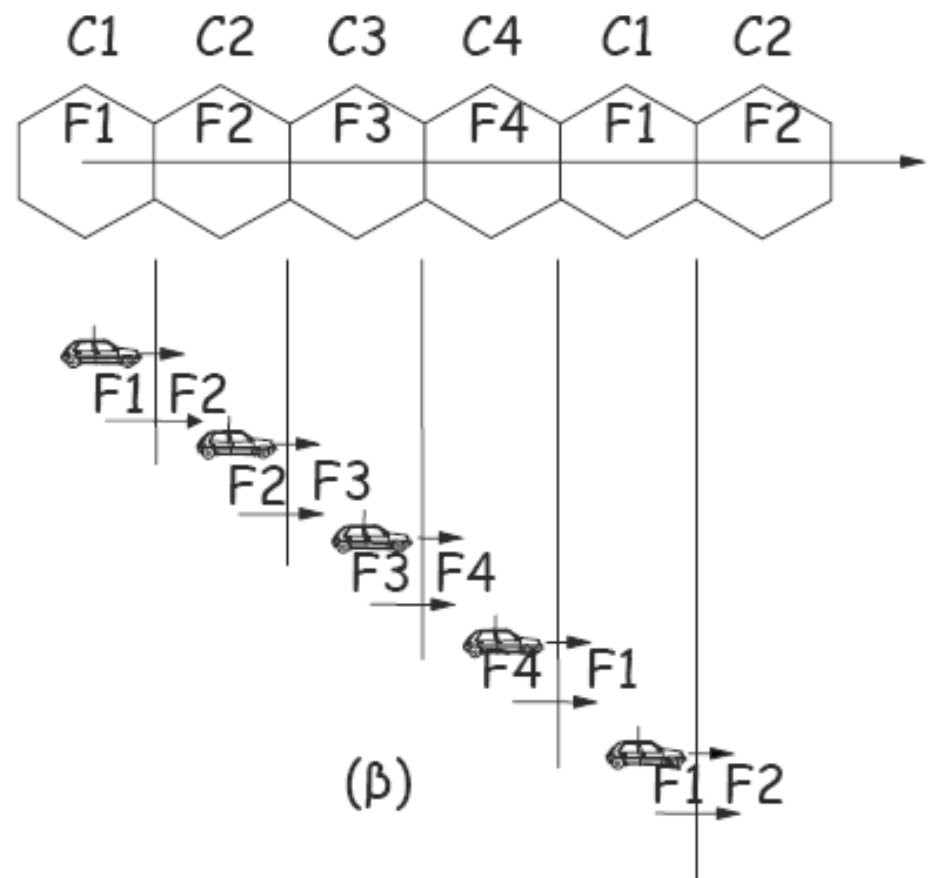 C1 C2 C3 C4 C1 C2
F1 F2 F3 F4 F1 F2
F1 F2
F2 F3
F3 F4
F4 F1
F1 F2
(β)